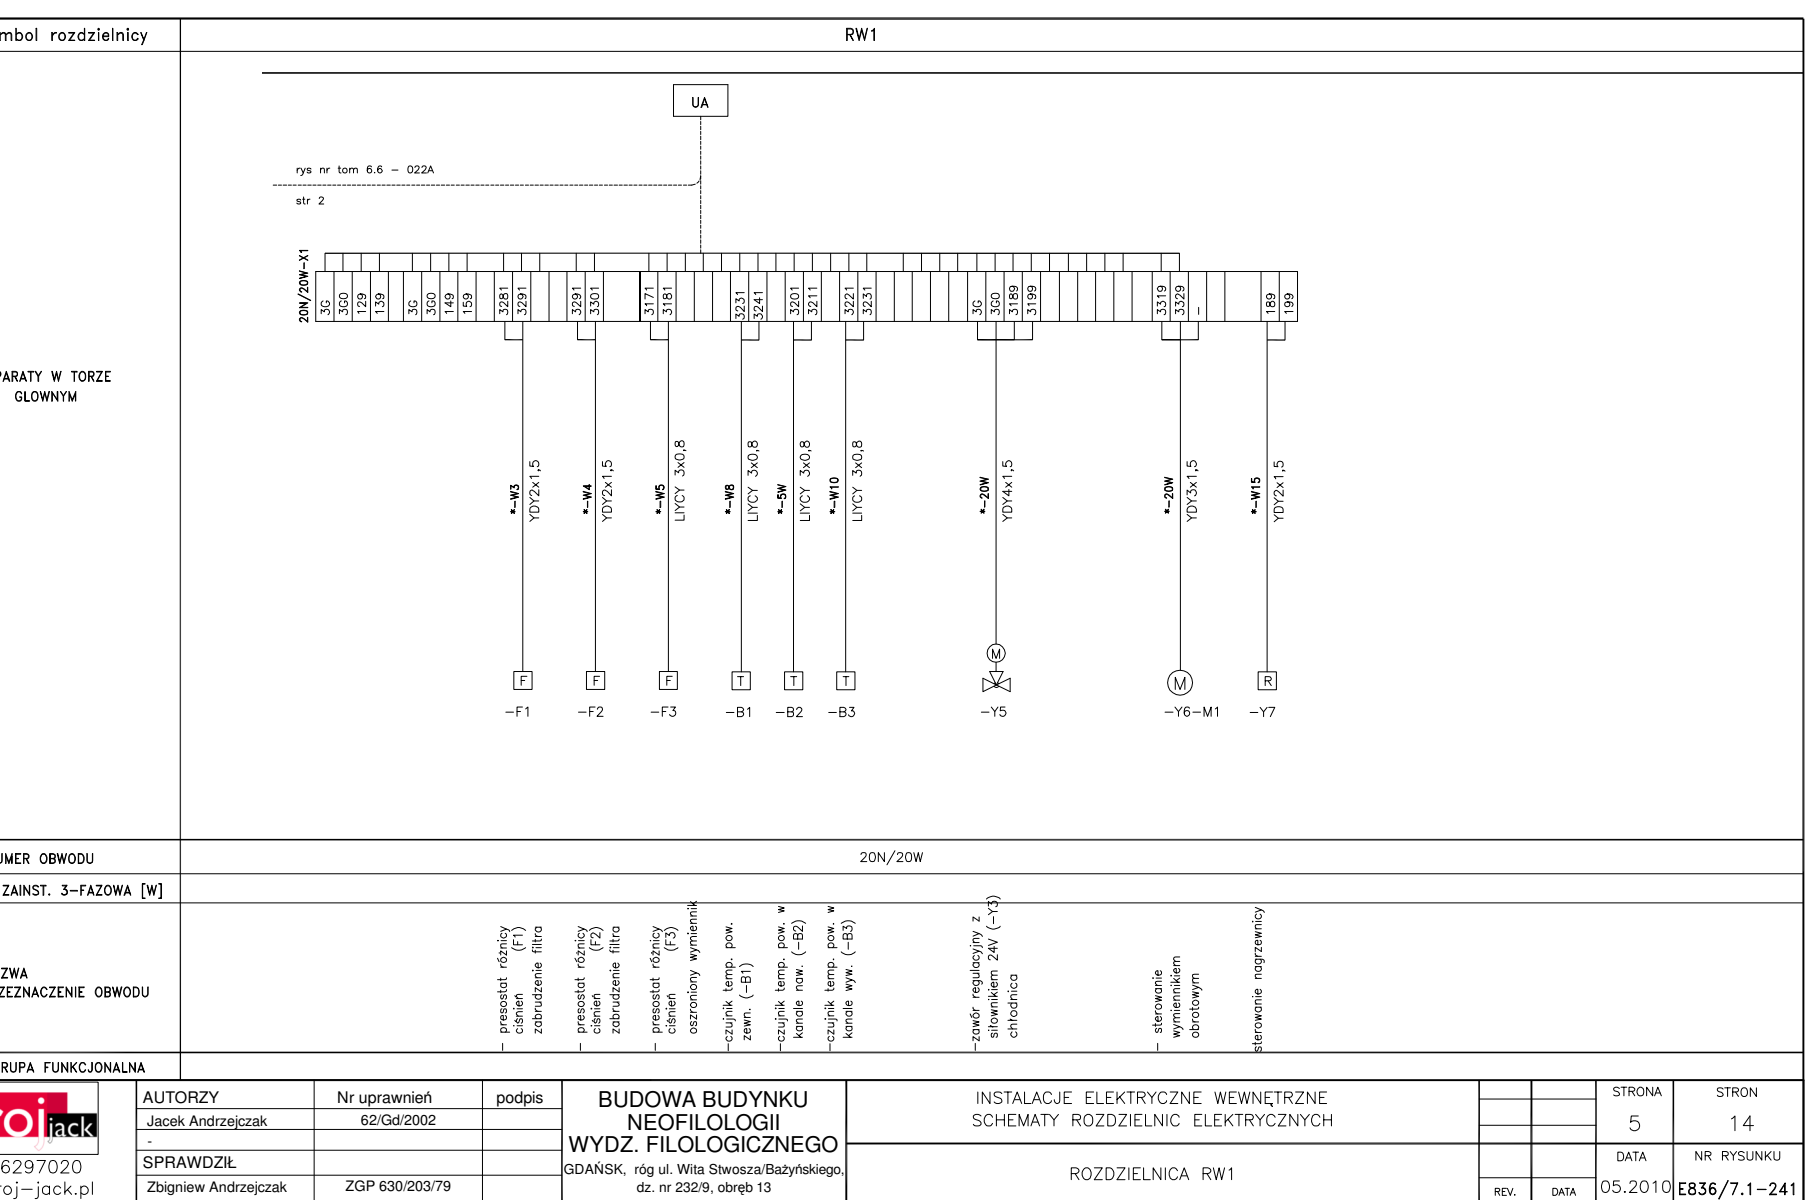 mbol rozdzielnicy
RW1
UA
rys nr tom 6.6 – 022A
str 2
20N/20W–X1
3G
3G0
129
139
3G
3G0
149
159
3281
3291
3291
3301
3171
3181
3231
3241
3201
3211
3221
3231
3G
3G0
3189
3199
3319
3329
–
189
199
PARATY W TORZE
GLOWNYM
*–W3
YDY2x1,5
*–W4
YDY2x1,5
*–W5
LIYCY 3x0,8
*–W8
LIYCY 3x0,8
*–5W
LIYCY 3x0,8
*–W10
LIYCY 3x0,8
*–20W
YDY4x1,5
*–20W
YDY3x1,5
*–W15
YDY2x1,5
M
F
F
F
T
T
T
M
R
–F1
–F2
–F3
–B1
–B2
–B3
–Y5
–Y6–M1
–Y7
UMER OBWODU
20N/20W
ZAINST. 3–FAZOWA [W]
ZWA
ZEZNACZENIE OBWODU
– presostat różnicy
ciśnień (F1)
zabrudzenie filtra
– presostat różnicy
ciśnień (F2)
zabrudzenie filtra
– presostat różnicy
ciśnień (F3)
oszroniony wymiennik
–czujnik temp. pow.
zewn. (–B1)
–czujnik temp. pow. w
kanale naw. (–B2)
–czujnik temp. pow. w
kanale wyw. (–B3)
–zawór regulacyjny z
siłownikiem 24V (–Y3)
chłodnica
– sterowanie
wymiennikiem
obrotowym
sterowanie nagrzewnicy
RUPA FUNKCJONALNA
roj
jack
6297020
roj–jack.pl
AUTORZY
Nr uprawnień
podpis
Jacek Andrzejczak
62/Gd/2002
-
SPRAWDZIŁ
Zbigniew Andrzejczak
ZGP 630/203/79
BUDOWA BUDYNKU
NEOFILOLOGII
WYDZ. FILOLOGICZNEGO
GDAŃSK, róg ul. Wita Stwosza/Bażyńskiego,
dz. nr 232/9, obręb 13
INSTALACJE ELEKTRYCZNE WEWNĘTRZNE
SCHEMATY ROZDZIELNIC ELEKTRYCZNYCH
ROZDZIELNICA RW1
REV.
DATA
STRONA
5
STRON
14
DATA
05.2010
NR RYSUNKU
E836/7.1–241